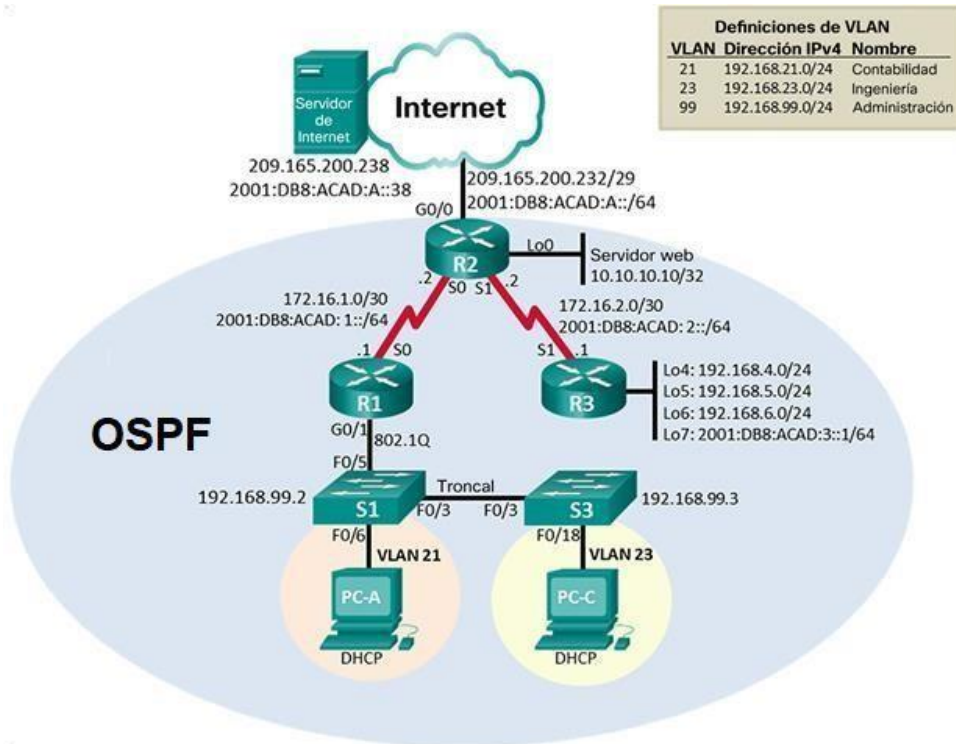 Definiciones de VLAN
VLAN Dirección IPv4 Nombre
21 192.168.21.0/24 Contabilidad
23 192.168.23.0/24 Ingeniería
99 192.168.99.0/24 Administración
Servidor
de
Internet
Internet
209.165.200.238
2001:DB8:ACAD:A::38
209.165.200.232/29
2001:DB8:ACAD:A::/64
G0/0
R2
Lo0
Servidor web
10.10.10.10/32
.2
S0
S1
.2
172.16.1.0/30
2001:DB8:ACAD: 1::/64
172.16.2.0/30
2001:DB8:ACAD: 2::/64
.1
S0
S1
.1
R1
R3
Lo4: 192.168.4.0/24
Lo5: 192.168.5.0/24
Lo6: 192.168.6.0/24
Lo7: 2001:DB8:ACAD:3::1/64
OSPF
G0/1
802.1Q
F0/5
Troncal
192.168.99.2
S1
F0/3
F0/3
S3
192.168.99.3
F0/6
VLAN 21
F0/18
VLAN 23
PC-A
PC-C
DHCP
DHCP